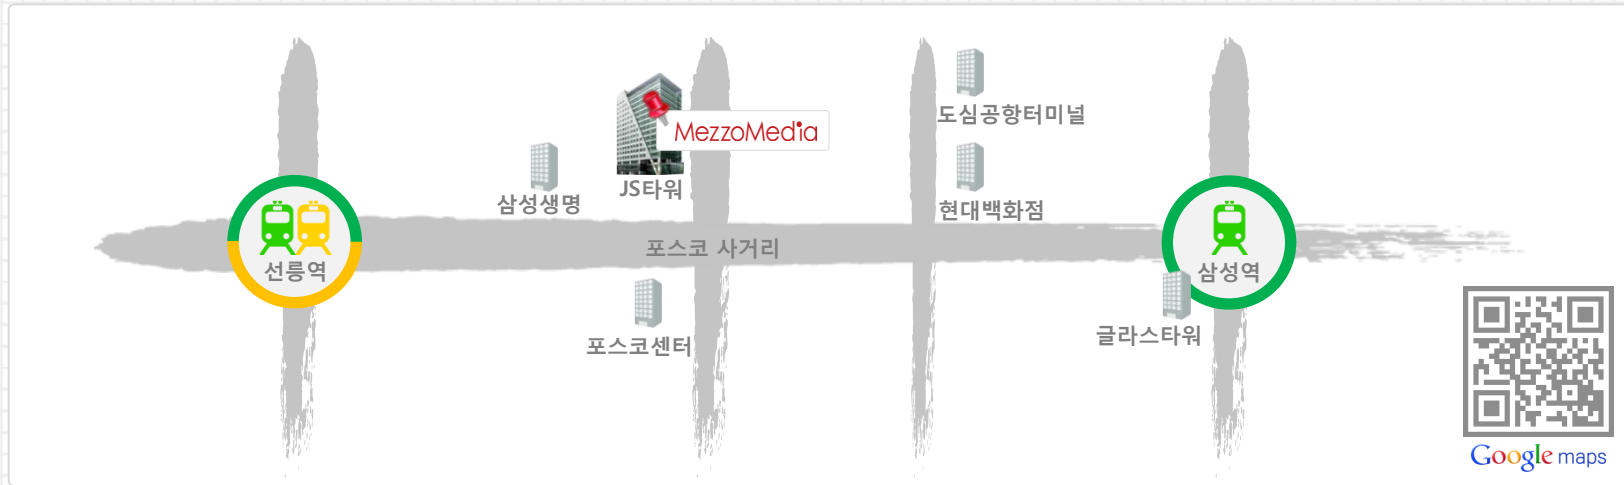 도심공항터미널
MezzoMedia
JS타워
삼성생명
현대백화점
포스코 사거리
선릉역
삼성역
글라스타워
포스코센터
Google maps